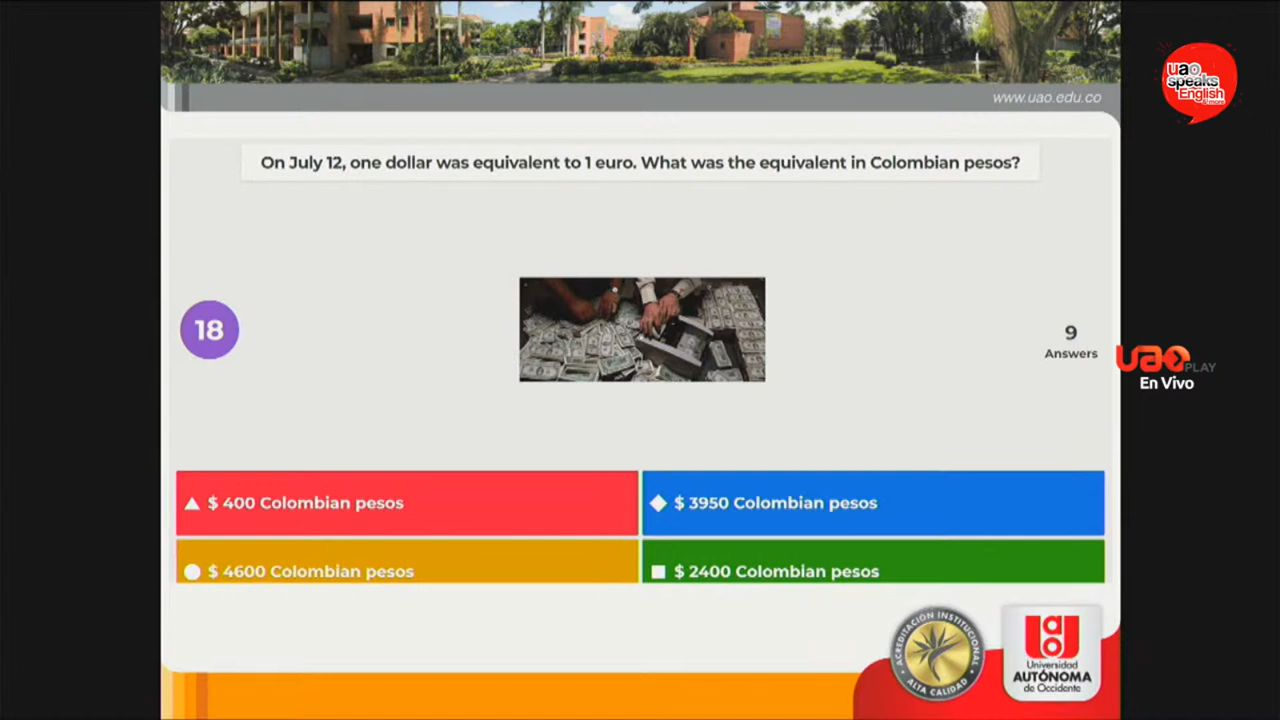 www.uao.edu.co
uao
speaks
English
& more
On July 12, one dollar was equivalent to 1 euro. What was the equivalent in Colombian pesos?
18
9
Answers
uao PLAY
En Vivo
$ 400 Colombian pesos
$ 3950 Colombian pesos
$ 4600 Colombian pesos
$ 2400 Colombian pesos
ACREDITACIÓN INSTITUCIONAL
ALTA CALIDAD
uao
Universidad
AUTÓNOMA
de Occidente